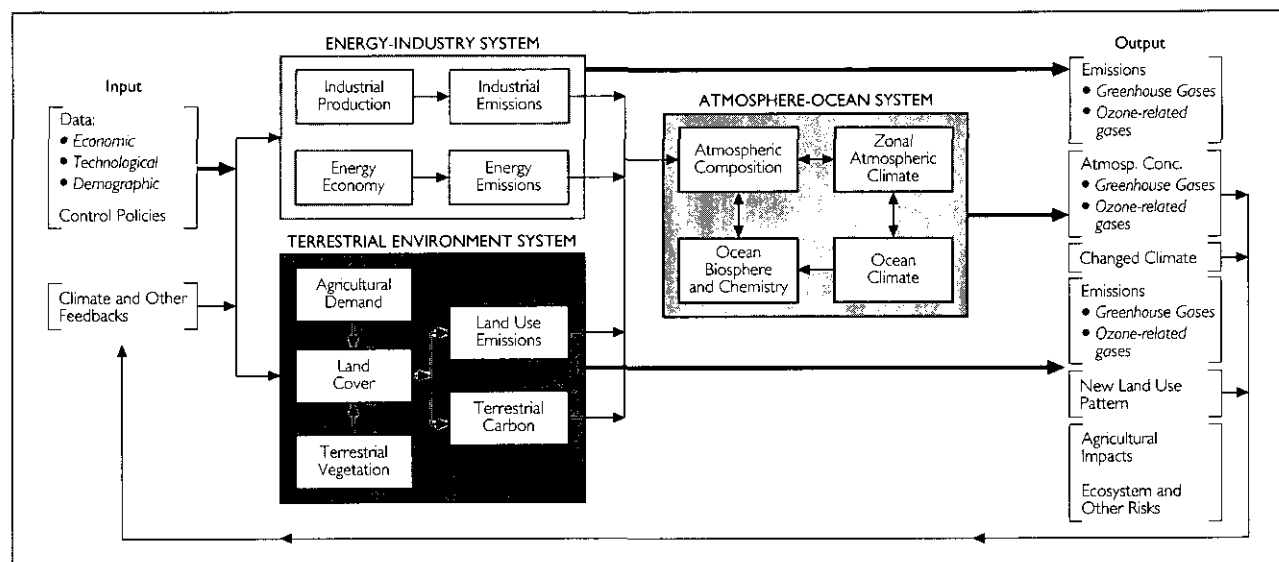 Input
Data:
• Economic
• Technological
• Demographic
Control Policies
Climate and Other
Feedbacks
ENERGY-INDUSTRY SYSTEM
Industrial
Production
Industrial
Emissions
Energy
Economy
Energy
Emissions
TERRESTRIAL ENVIRONMENT SYSTEM
Agricultural
Demand
Land
Cover
Terrestrial
Vegetation
Land Use
Emissions
Terrestrial
Carbon
ATMOSPHERE-OCEAN SYSTEM
Atmospheric
Composition
Zonal
Atmospheric
Climate
Ocean
Biosphere
and Chemistry
Ocean
Climate
Output
Emissions
• Greenhouse Gases
• Ozone-related
gases
Atmosp. Conc.
• Greenhouse Gases
• Ozone-related
gases
Changed Climate
Emissions
• Greenhouse Gases
• Ozone-related
gases
New Land Use
Pattern
Agricultural
Impacts
Ecosystem and
Other Risks